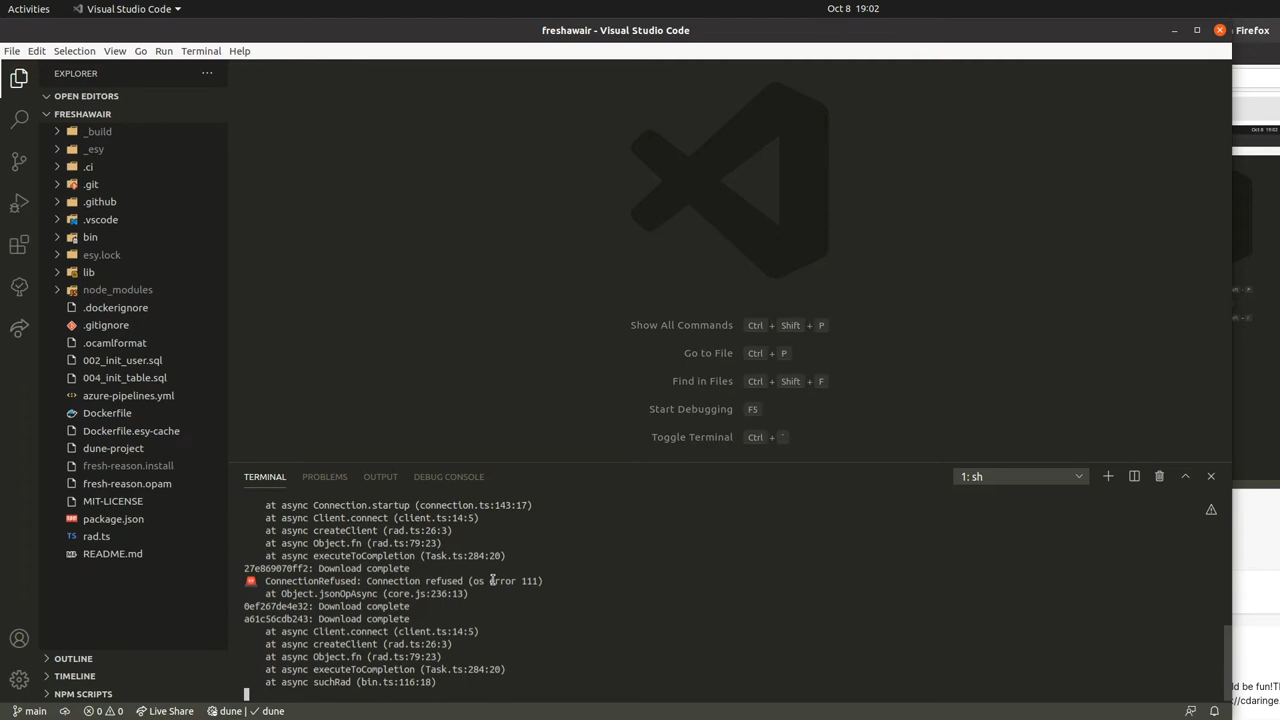 Activities
Visual Studio Code
Oct 8 19:02
freshawair - Visual Studio Code
Firefox
File Edit Selection View Go Run Terminal Help
EXPLORER
OPEN EDITORS
FRESHAWAIR
_build
_esy
.ci
.git
.github
.vscode
bin
esy.lock
lib
node_modules
.dockerignore
.gitignore
.ocamlformat
002_init_user.sql
004_init_table.sql
azure-pipelines.yml
Dockerfile
Dockerfile.esy-cache
dune-project
fresh-reason.install
fresh-reason.opam
MIT-LICENSE
package.json
rad.ts
README.md
OUTLINE
TIMELINE
NPM SCRIPTS
Show All Commands Ctrl + Shift + P
Go to File Ctrl + P
Find in Files Ctrl + Shift + F
Start Debugging F5
Toggle Terminal Ctrl + `
TERMINAL PROBLEMS OUTPUT DEBUG CONSOLE
1: sh
at async Connection.startup (connection.ts:143:17)
at async Client.connect (client.ts:14:5)
at async createClient (rad.ts:26:3)
at async Object.fn (rad.ts:79:23)
at async executeToCompletion (Task.ts:284:20)
27e869070ff2: Download complete
ConnectionRefused: Connection refused (os error 111)
at Object.jsonOpAsync (core.js:236:13)
0ef267de4e32: Download complete
a61c56cdb243: Download complete
at async Client.connect (client.ts:14:5)
at async createClient (rad.ts:26:3)
at async Object.fn (rad.ts:79:23)
at async executeToCompletion (Task.ts:284:20)
at async suchRad (bin.ts:116:18)
main 0 0 Live Share dune | dune
Oct 8 19:02
ld be fun!Th
://cdaringe.